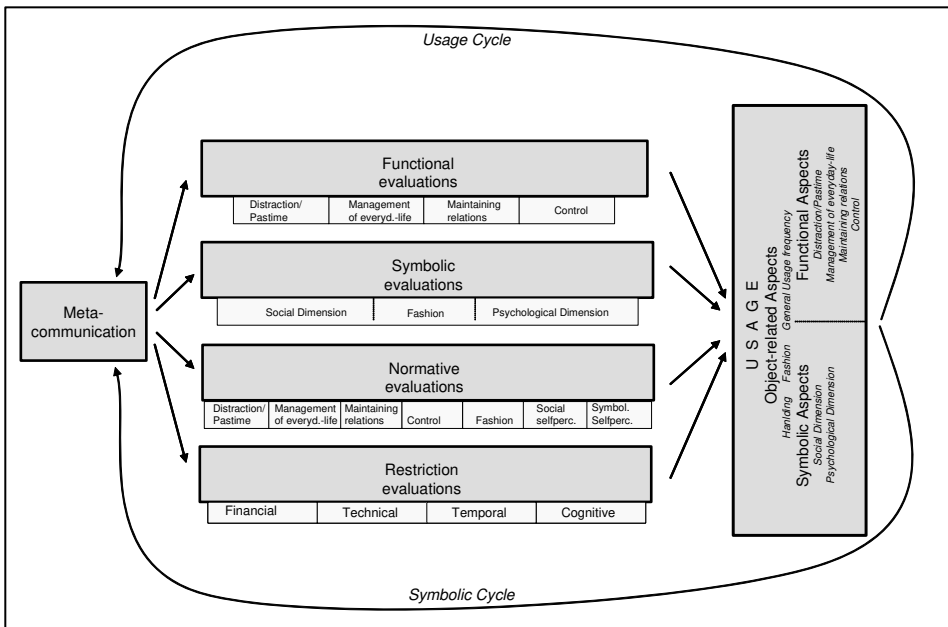 Usage Cycle
Meta-
communication
Functional
evaluations
Distraction/
Pastime
Management
of everyd.-life
Maintaining
relations
Control
Symbolic
evaluations
Social Dimension
Fashion
Psychological Dimension
Normative
evaluations
Distraction/
Pastime
Management
of everyd.-life
Maintaining
relations
Control
Fashion
Social
selfperc.
Symbol.
Selfperc.
Restriction
evaluations
Financial
Technical
Temporal
Cognitive
U S A G E
Object-related Aspects
Hanlding Fashion General Usage frequency
Symbolic Aspects
Social Dimension
Psychological Dimension
Functional Aspects
Distraction/Pastime
Management of everyday-life
Maintaining relations
Control
Symbolic Cycle